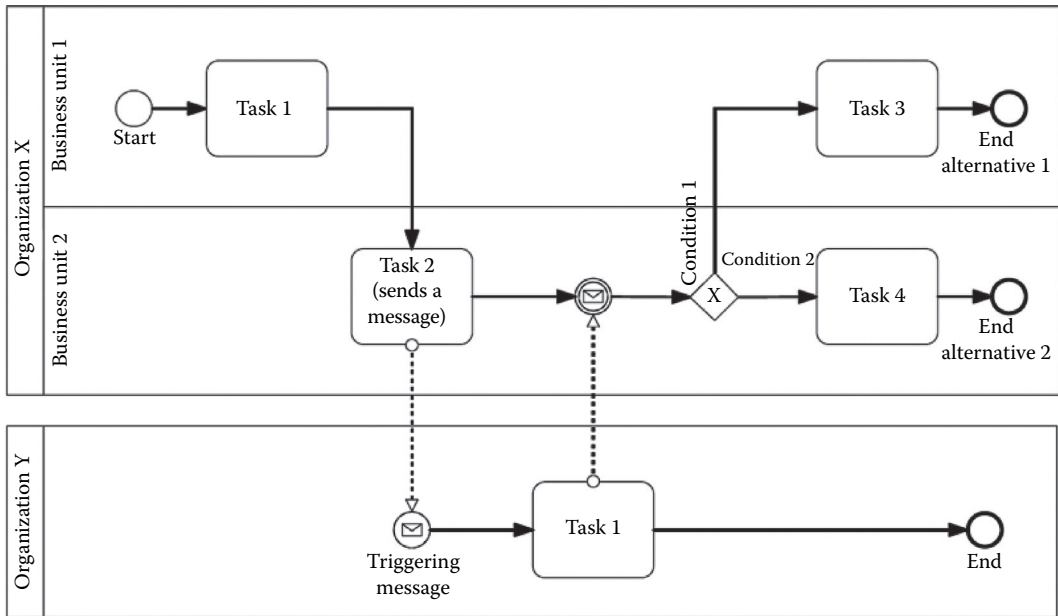 Organization X
Business unit 1
Start
Task 1
Task 3
End
alternative 1
Business unit 2
Task 2
(sends a
message)
Condition 1
Condition 2
X
Task 4
End
alternative 2
Organization Y
Triggering
message
Task 1
End